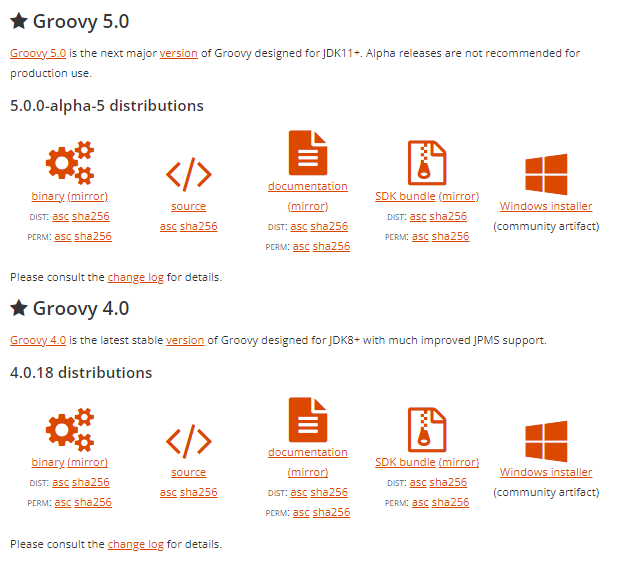 Groovy 5.0
Groovy 5.0 is the next major version of Groovy designed for JDK11+. Alpha releases are not recommended for
production use.
5.0.0-alpha-5 distributions
binary (mirror)
DIST: asc sha256
PERM: asc sha256
source
asc sha256
documentation
(mirror)
DIST: asc sha256
PERM: asc sha256
SDK bundle (mirror)
DIST: asc sha256
PERM: asc sha256
Windows installer
(community artifact)
Please consult the change log for details.
Groovy 4.0
Groovy 4.0 is the latest stable version of Groovy designed for JDK8+ with much improved JPMS support.
4.0.18 distributions
binary (mirror)
DIST: asc sha256
PERM: asc sha256
source
asc sha256
documentation
(mirror)
DIST: asc sha256
PERM: asc sha256
SDK bundle (mirror)
DIST: asc sha256
PERM: asc sha256
Windows installer
(community artifact)
Please consult the change log for details.